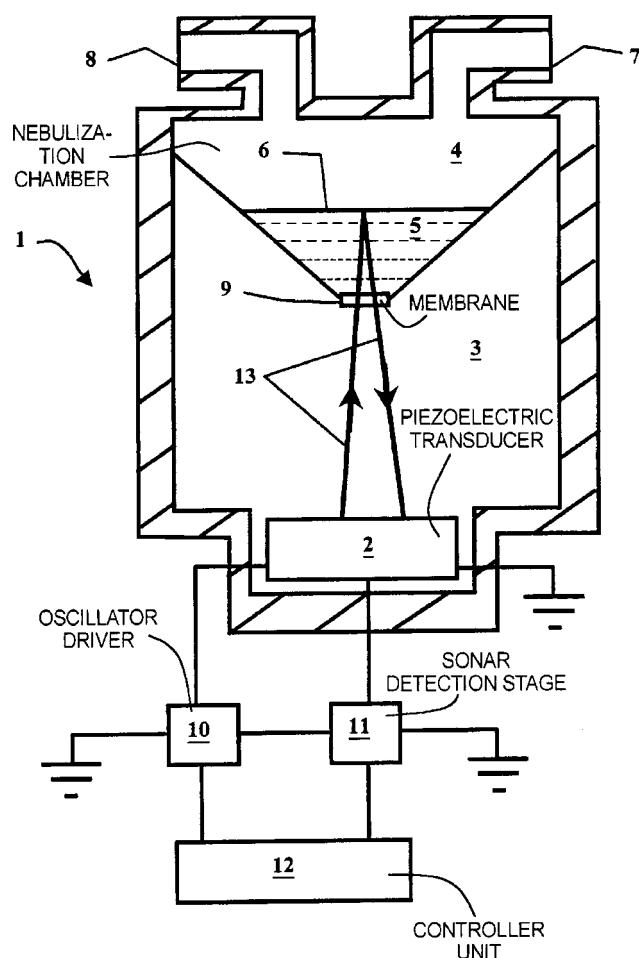 8
7
NEBULIZA-
TION
CHAMBER
6
4
5
1
9
MEMBRANE
3
13
PIEZOELECTRIC
TRANSDUCER
2
OSCILLATOR
DRIVER
SONAR
DETECTION STAGE
10
11
12
CONTROLLER
UNIT